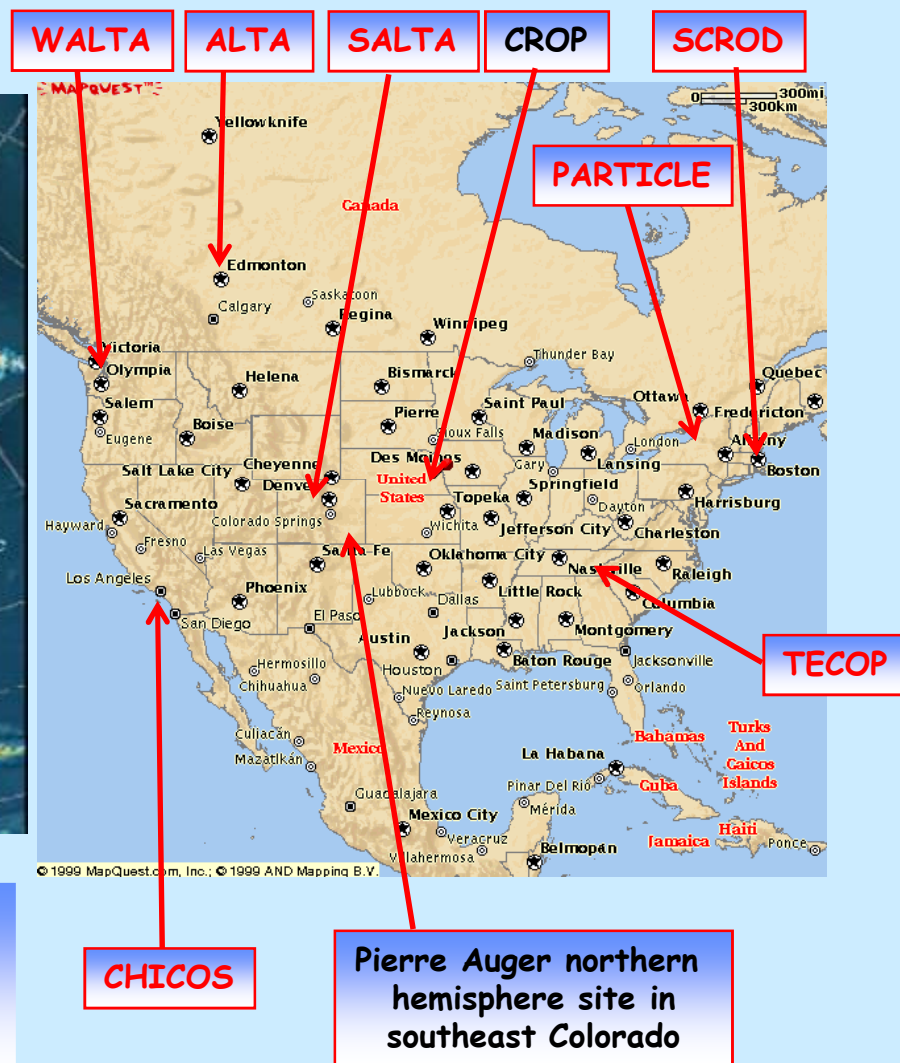 WALTA
ALTA
SALTA
CROP
SCROD
MAPQUEST
0 300mi
300km
Yellowknife
PARTICLE
Canada
Edmonton
Saskatoon
Calgary
Regina
Winnipeg
Victoria
Thunder Bay
Olympia
Helena
Bismarck
Quebec
Salem
Pierre
Saint Paul
Ottawa
Fredericton
Eugene
Boise
Sioux Falls
Madison
London
Albany
Salt Lake City
Cheyenne
Des Moines
Gary
Lansing
Boston
Denver
United
States
Springfield
Sacramento
Topeka
Dayton
Harrisburg
Hayward
Colorado Springs
Wichita
Jefferson City
Charleston
Fresno
Las Vegas
Santa Fe
Oklahoma City
Nashville
Raleigh
Los Angeles
Phoenix
Lubbock
Dallas
Little Rock
Columbia
San Diego
El Paso
Austin
Jackson
Montgomery
TECOP
Hermosillo
Houston
Baton Rouge
Jacksonville
Chihuahua
Nuevo Laredo
Saint Petersburg
Orlando
Reynosa
Culiacán
Mexico
Bahamas
Turks
And
Caicos
Islands
Mazatlkán
La Habana
Guadalajara
Pinar Del Rió
Cuba
Mexico City
Mérida
Veracruz
Jamaica
Haiti
Ponce
Villahermosa
Belmopan
© 1999 MapQuest.com, Inc.; © 1999 AND Mapping B.V.
CHICOS
Pierre Auger northern
hemisphere site in
southeast Colorado